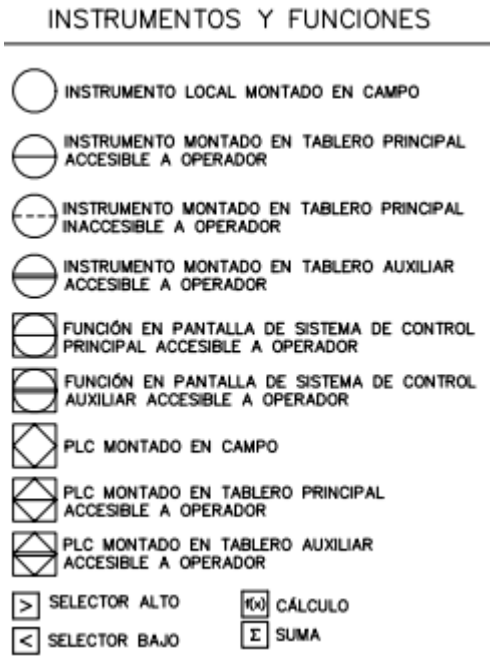 INSTRUMENTOS Y FUNCIONES
INSTRUMENTO LOCAL MONTADO EN CAMPO
INSTRUMENTO MONTADO EN TABLERO PRINCIPAL
ACCESIBLE A OPERADOR
INSTRUMENTO MONTADO EN TABLERO PRINCIPAL
INACCESIBLE A OPERADOR
INSTRUMENTO MONTADO EN TABLERO AUXILIAR
ACCESIBLE A OPERADOR
FUNCIÓN EN PANTALLA DE SISTEMA DE CONTROL
PRINCIPAL ACCESIBLE A OPERADOR
FUNCIÓN EN PANTALLA DE SISTEMA DE CONTROL
AUXILIAR ACCESIBLE A OPERADOR
PLC MONTADO EN CAMPO
PLC MONTADO EN TABLERO PRINCIPAL
ACCESIBLE A OPERADOR
PLC MONTADO EN TABLERO AUXILIAR
ACCESIBLE A OPERADOR
> SELECTOR ALTO f(x) CÁLCULO
< SELECTOR BAJO Σ SUMA